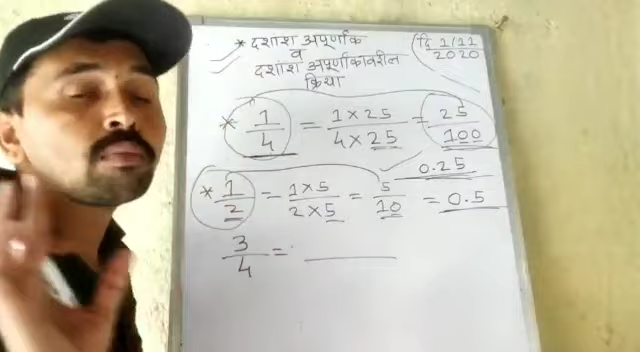 * दशांश अपूर्णांक
व
दशांश अपूर्णांकावरील
क्रिया
दि 1/11
2020
* 1/4 = 1×25/4×25 = 25/100
0.25
* 1/2 = 1×5/2×5 = 5/10 = 0.5
3/4 =